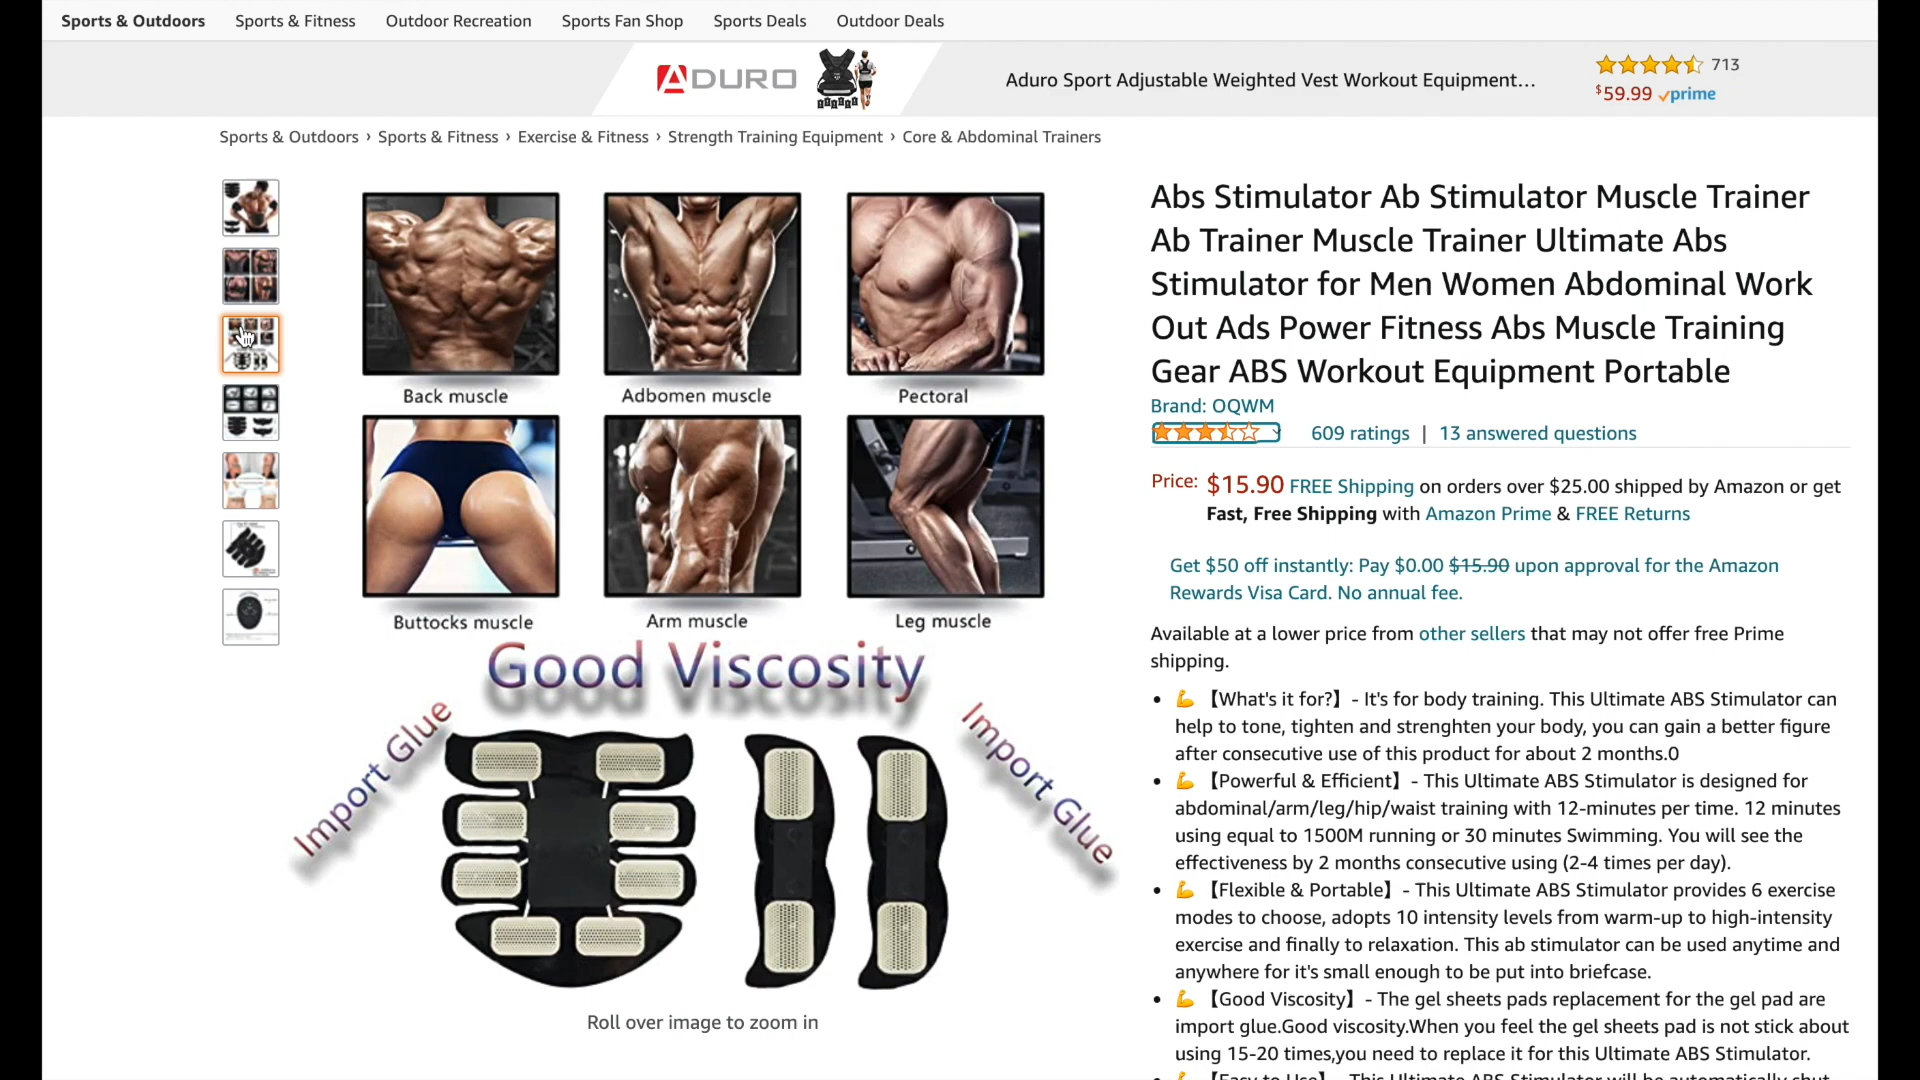 Sports & Outdoors Sports & Fitness Outdoor Recreation Sports Fan Shop Sports Deals Outdoor Deals
ADURO
Aduro Sport Adjustable Weighted Vest Workout Equipment…
713
$59.99 prime
Sports & Outdoors › Sports & Fitness › Exercise & Fitness › Strength Training Equipment › Core & Abdominal Trainers
Back muscle
Adbomen muscle
Pectoral
Buttocks muscle
Arm muscle
Leg muscle
Good Viscosity
Import Glue
Import Glue
Roll over image to zoom in
Abs Stimulator Ab Stimulator Muscle Trainer
Ab Trainer Muscle Trainer Ultimate Abs
Stimulator for Men Women Abdominal Work
Out Ads Power Fitness Abs Muscle Training
Gear ABS Workout Equipment Portable
Brand: OQWM
609 ratings | 13 answered questions
Price: $15.90 FREE Shipping on orders over $25.00 shipped by Amazon or get
Fast, Free Shipping with Amazon Prime & FREE Returns
Get $50 off instantly: Pay $0.00 $15.90 upon approval for the Amazon
Rewards Visa Card. No annual fee.
Available at a lower price from other sellers that may not offer free Prime
shipping.
• 💪【What's it for?】- It's for body training. This Ultimate ABS Stimulator can
help to tone, tighten and strenghten your body, you can gain a better figure
after consecutive use of this product for about 2 months.0
• 💪【Powerful & Efficient】- This Ultimate ABS Stimulator is designed for
abdominal/arm/leg/hip/waist training with 12-minutes per time. 12 minutes
using equal to 1500M running or 30 minutes Swimming. You will see the
effectiveness by 2 months consecutive using (2-4 times per day).
• 💪【Flexible & Portable】- This Ultimate ABS Stimulator provides 6 exercise
modes to choose, adopts 10 intensity levels from warm-up to high-intensity
exercise and finally to relaxation. This ab stimulator can be used anytime and
anywhere for it's small enough to be put into briefcase.
• 💪【Good Viscosity】- The gel sheets pads replacement for the gel pad are
import glue.Good viscosity.When you feel the gel sheets pad is not stick about
using 15-20 times,you need to replace it for this Ultimate ABS Stimulator.
• 💪【Easy to Use】- This Ultimate ABS Stimulator will be automatically shut